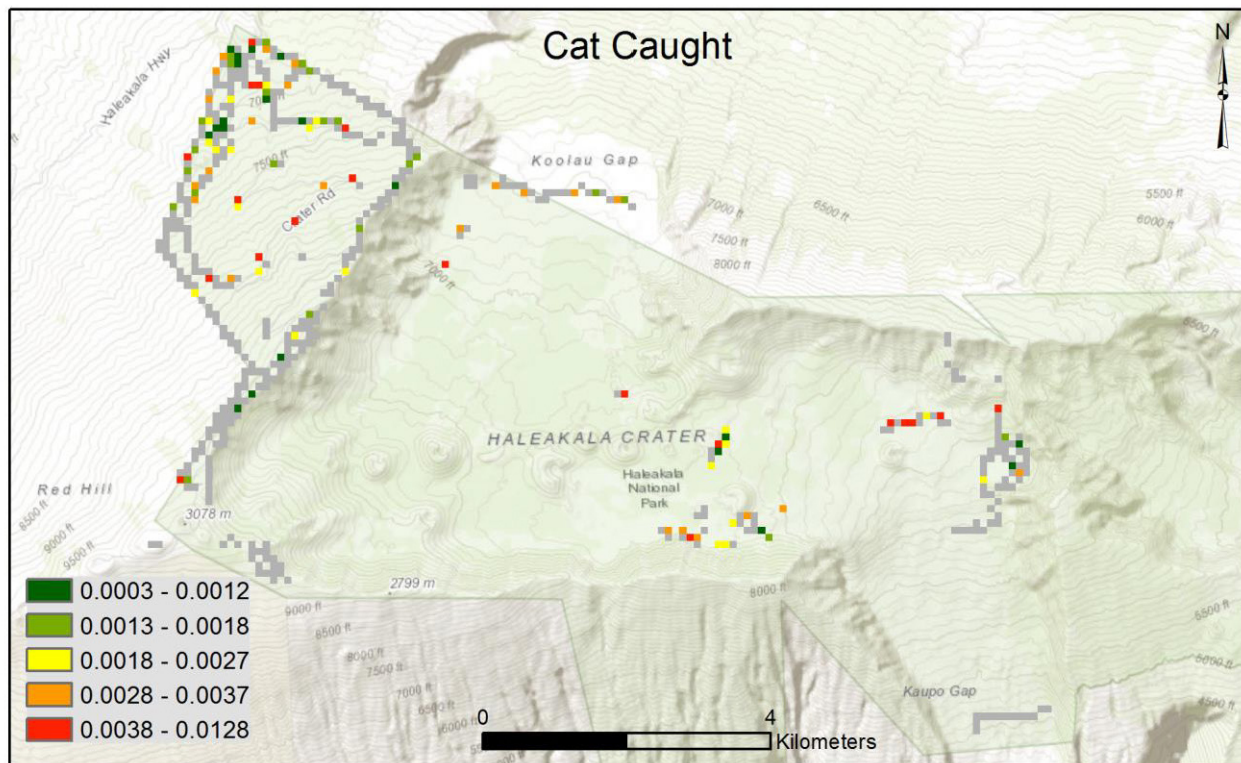 Cat Caught
N
Haleakala Hwy
7000 ft
7500 ft
Crater Rd
Koolau Gap
7000 ft
6500 ft
5500 ft
6000 ft
7500 ft
8000 ft
7000 ft
6500 ft
HALEAKALA CRATER
Haleakala
National
Park
Red Hill
8500 ft
9000 ft
9500 ft
3078 m
2799 m
8000 ft
9000 ft
8500 ft
8000 ft
7500 ft
7000 ft
6500 ft
6000 ft
5500 ft
5000 ft
4500 ft
Kaupo Gap
0.0003 - 0.0012
0.0013 - 0.0018
0.0018 - 0.0027
0.0028 - 0.0037
0.0038 - 0.0128
0
4
Kilometers